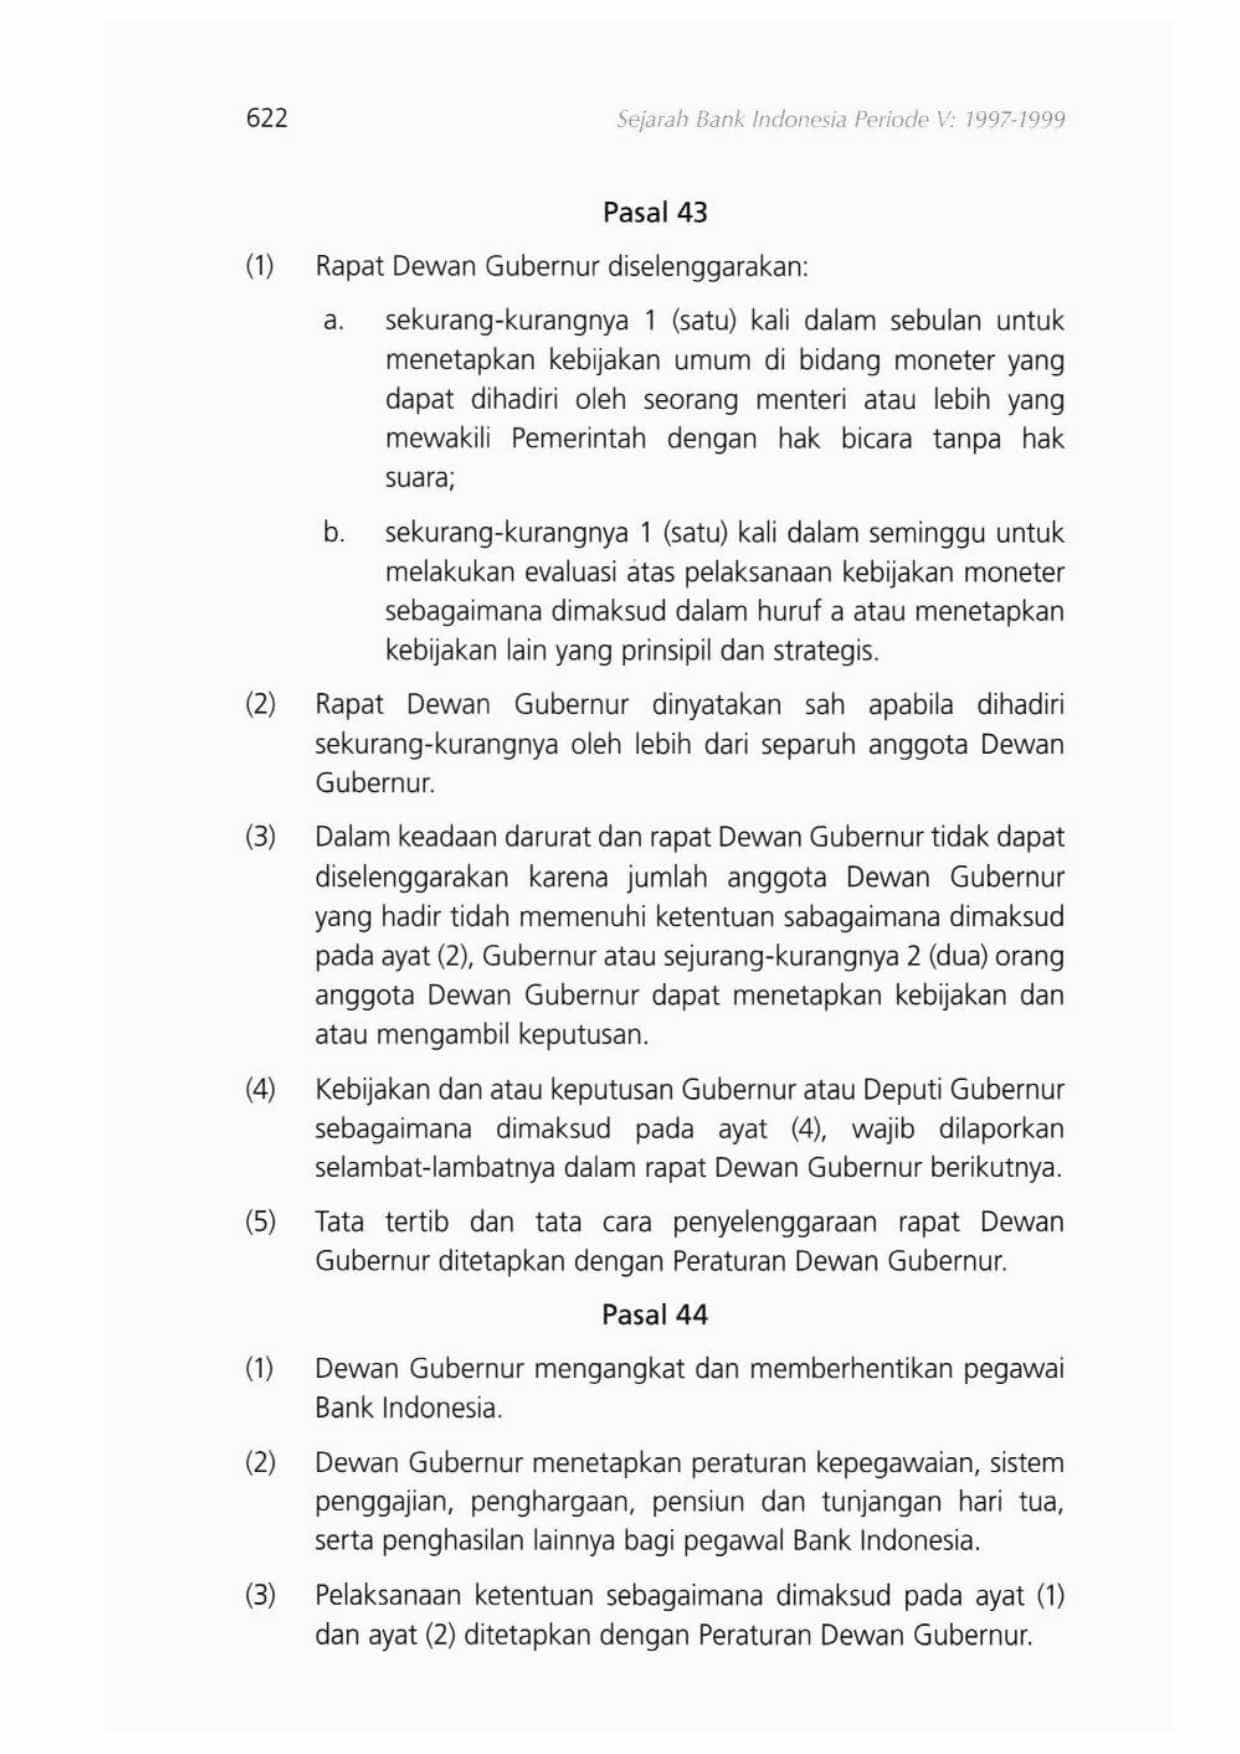 622
Sejarah Bank Indonesia Periode V: 1997-1999
Pasal 43
(1) Rapat Dewan Gubernur diselenggarakan:
a. sekurang-kurangnya 1 (satu) kali dalam sebulan untuk
menetapkan kebijakan umum di bidang moneter yang
dapat dihadiri oleh seorang menteri atau lebih yang
mewakili Pemerintah dengan hak bicara tanpa hak
suara;
b. sekurang-kurangnya 1 (satu) kali dalam seminggu untuk
melakukan evaluasi atas pelaksanaan kebijakan moneter
sebagaimana dimaksud dalam huruf a atau menetapkan
kebijakan lain yang prinsipil dan strategis.
(2) Rapat Dewan Gubernur dinyatakan sah apabila dihadiri
sekurang-kurangnya oleh lebih dari separuh anggota Dewan
Gubernur.
(3) Dalam keadaan darurat dan rapat Dewan Gubernur tidak dapat
diselenggarakan karena jumlah anggota Dewan Gubernur
yang hadir tidah memenuhi ketentuan sabagaimana dimaksud
pada ayat (2), Gubernur atau sejurang-kurangnya 2 (dua) orang
anggota Dewan Gubernur dapat menetapkan kebijakan dan
atau mengambil keputusan.
(4) Kebijakan dan atau keputusan Gubernur atau Deputi Gubernur
sebagaimana dimaksud pada ayat (4), wajib dilaporkan
selambat-lambatnya dalam rapat Dewan Gubernur berikutnya.
(5) Tata tertib dan tata cara penyelenggaraan rapat Dewan
Gubernur ditetapkan dengan Peraturan Dewan Gubernur.
Pasal 44
(1) Dewan Gubernur mengangkat dan memberhentikan pegawai
Bank Indonesia.
(2) Dewan Gubernur menetapkan peraturan kepegawaian, sistem
penggajian, penghargaan, pensiun dan tunjangan hari tua,
serta penghasilan lainnya bagi pegawal Bank Indonesia.
(3) Pelaksanaan ketentuan sebagaimana dimaksud pada ayat (1)
dan ayat (2) ditetapkan dengan Peraturan Dewan Gubernur.